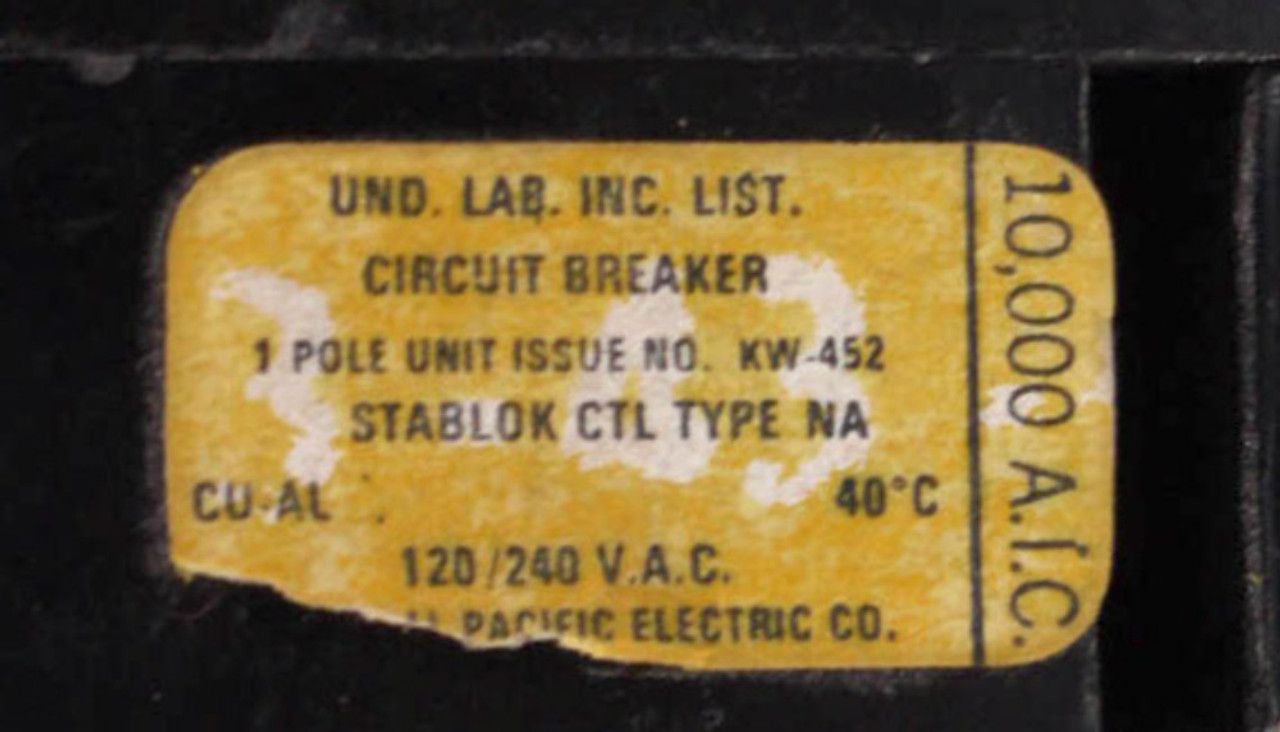 UND. LAB. INC. LIST.
CIRCUIT BREAKER
1 POLE UNIT ISSUE NO. KW-452
STABLOK CTL TYPE NA
CU-AL 40°C
120/240 V.A.C.
PACIFIC ELECTRIC CO.
10,000 A.I.C.